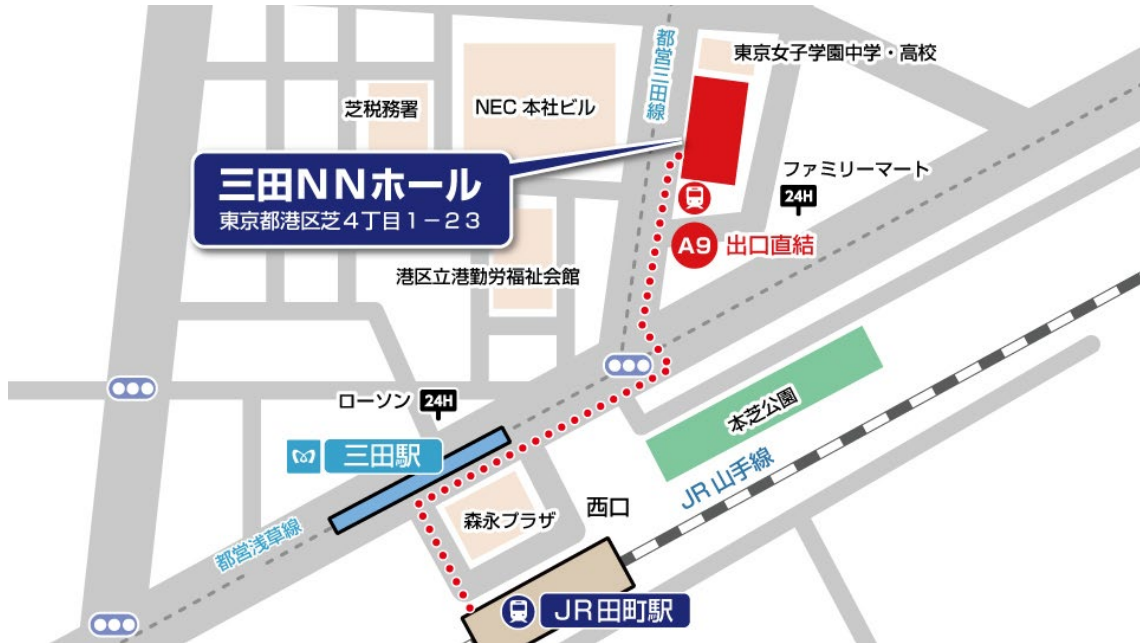 都営三田線
東京女子学園中学・高校
芝税務署
NEC 本社ビル
三田NNホール
東京都港区芝4丁目1-23
ファミリーマート
24H
A9 出口直結
港区立港勤労福祉会館
ローソン 24H
本芝公園
三田駅
JR山手線
西口
森永プラザ
都営浅草線
JR田町駅